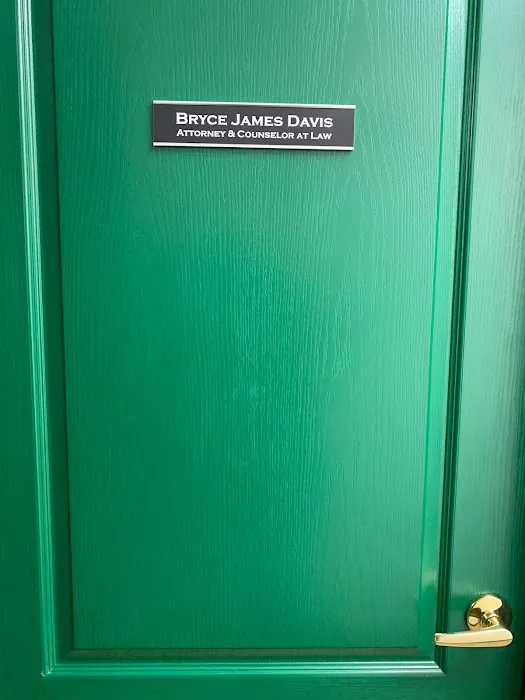 BRYCE JAMES DAVIS
ATTORNEY & COUNSELOR AT LAW